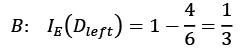 B: I_E(D_left) = 1 − 4/6 = 1/3